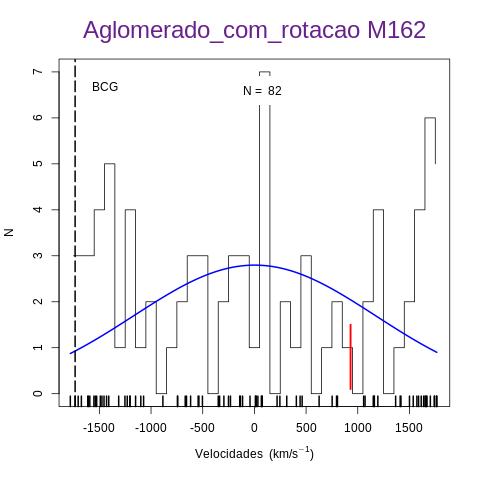 Aglomerado_com_rotacao M162
BCG
N = 82
N
7
6
5
4
3
2
1
0
-1500 -1000 -500 0 500 1000 1500
Velocidades (km/s⁻¹)